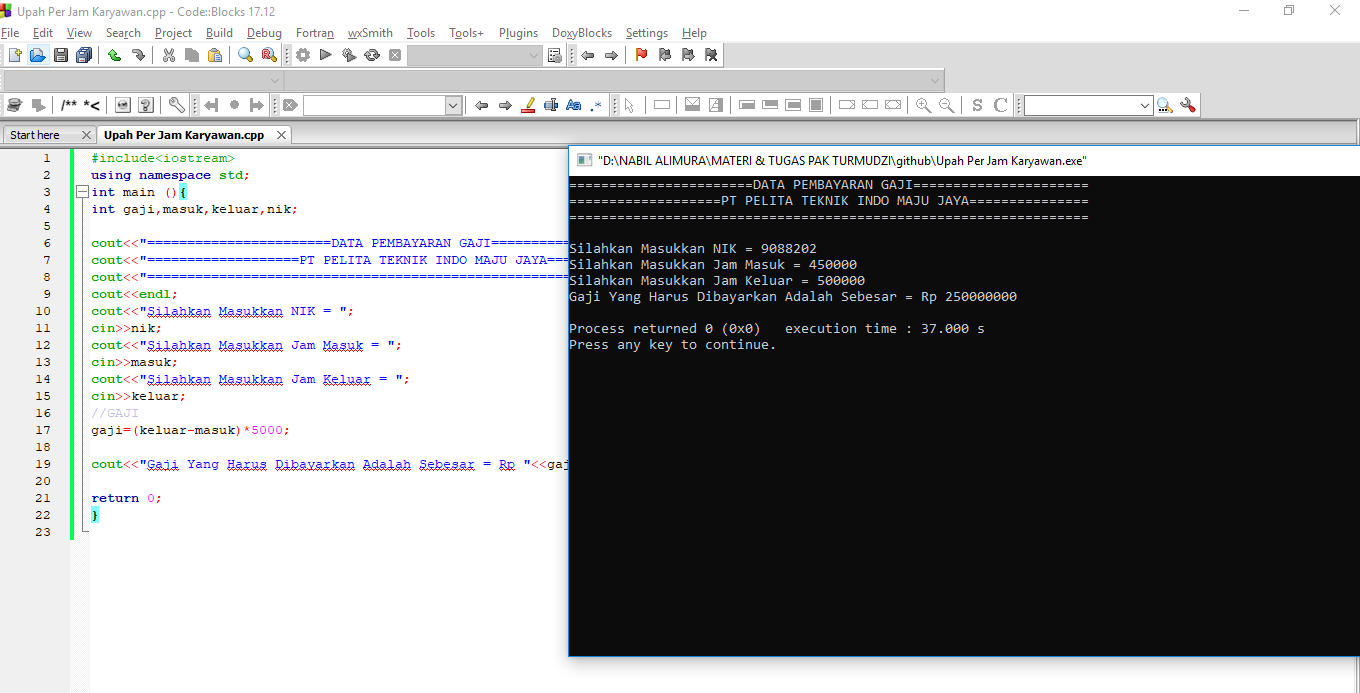 Upah Per Jam Karyawan.cpp - Code::Blocks 17.12
File Edit View Search Project Build Debug Fortran wxSmith Tools Tools+ Plugins DoxyBlocks Settings Help
/** *<
Aa .*
S C
Start here
Upah Per Jam Karyawan.cpp
1 #include<iostream>
2 using namespace std;
3 int main (){
4 int gaji,masuk,keluar,nik;
5
6 cout<<"=======================DATA PEMBAYARAN GAJI==========
7 cout<<"===================PT PELITA TEKNIK INDO MAJU JAYA===
8 cout<<"=====================================================
9 cout<<endl;
10 cout<<"Silahkan Masukkan NIK = ";
11 cin>>nik;
12 cout<<"Silahkan Masukkan Jam Masuk = ";
13 cin>>masuk;
14 cout<<"Silahkan Masukkan Jam Keluar = ";
15 cin>>keluar;
16 //GAJI
17 gaji=(keluar-masuk)*5000;
18
19 cout<<"Gaji Yang Harus Dibayarkan Adalah Sebesar = Rp "<<gaj
20
21 return 0;
22 }
23
"D:\NABIL ALIMURA\MATERI & TUGAS PAK TURMUDZI\github\Upah Per Jam Karyawan.exe"
=======================DATA PEMBAYARAN GAJI======================
===================PT PELITA TEKNIK INDO MAJU JAYA===============
=================================================================
Silahkan Masukkan NIK = 9088202
Silahkan Masukkan Jam Masuk = 450000
Silahkan Masukkan Jam Keluar = 500000
Gaji Yang Harus Dibayarkan Adalah Sebesar = Rp 250000000
Process returned 0 (0x0)   execution time : 37.000 s
Press any key to continue.